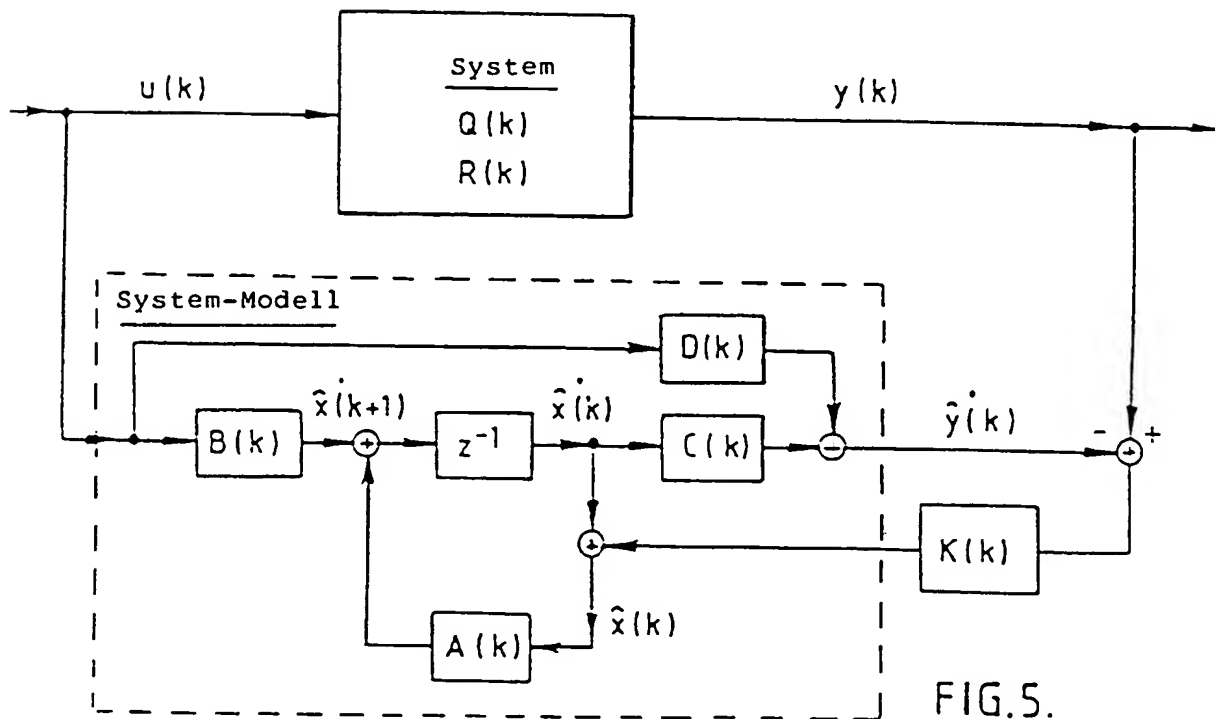 System
u(k)
y(k)
Q(k)
R(k)
System-Modell
D(k)
x̂̇(k+1)
x̂̇(k)
ŷ̇(k)
- +
B(k)
+
z⁻¹
C(k)
-
+
+
K(k)
A(k)
x̂(k)
FIG.5.